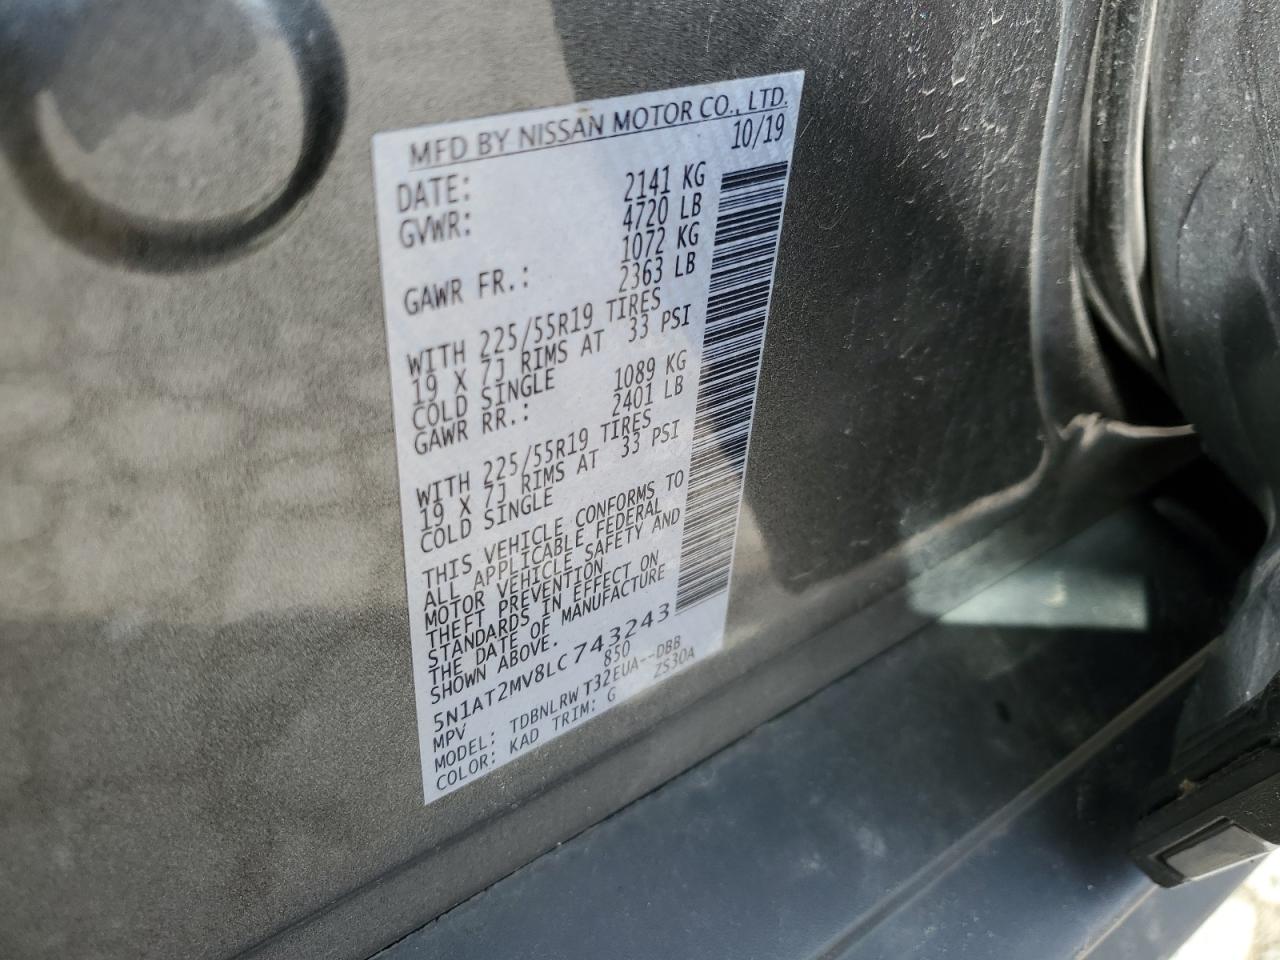 MFD BY NISSAN MOTOR CO., LTD.
DATE: 10/19
GVWR: 2141 KG
4720 LB
GAWR FR.: 1072 KG
2363 LB
WITH 225/55R19 TIRES
19 X 7J RIMS AT 33 PSI
COLD SINGLE
GAWR RR.: 1089 KG
2401 LB
WITH 225/55R19 TIRES
19 X 7J RIMS AT 33 PSI
COLD SINGLE
THIS VEHICLE CONFORMS TO
ALL APPLICABLE FEDERAL
MOTOR VEHICLE SAFETY AND
THEFT PREVENTION
STANDARDS IN EFFECT ON
THE DATE OF MANUFACTURE
SHOWN ABOVE.
5N1AT2MV8LC743243
MPV 850
MODEL: TDBNLRWT32EUA--DBB
COLOR: KAD TRIM: G ZS30A